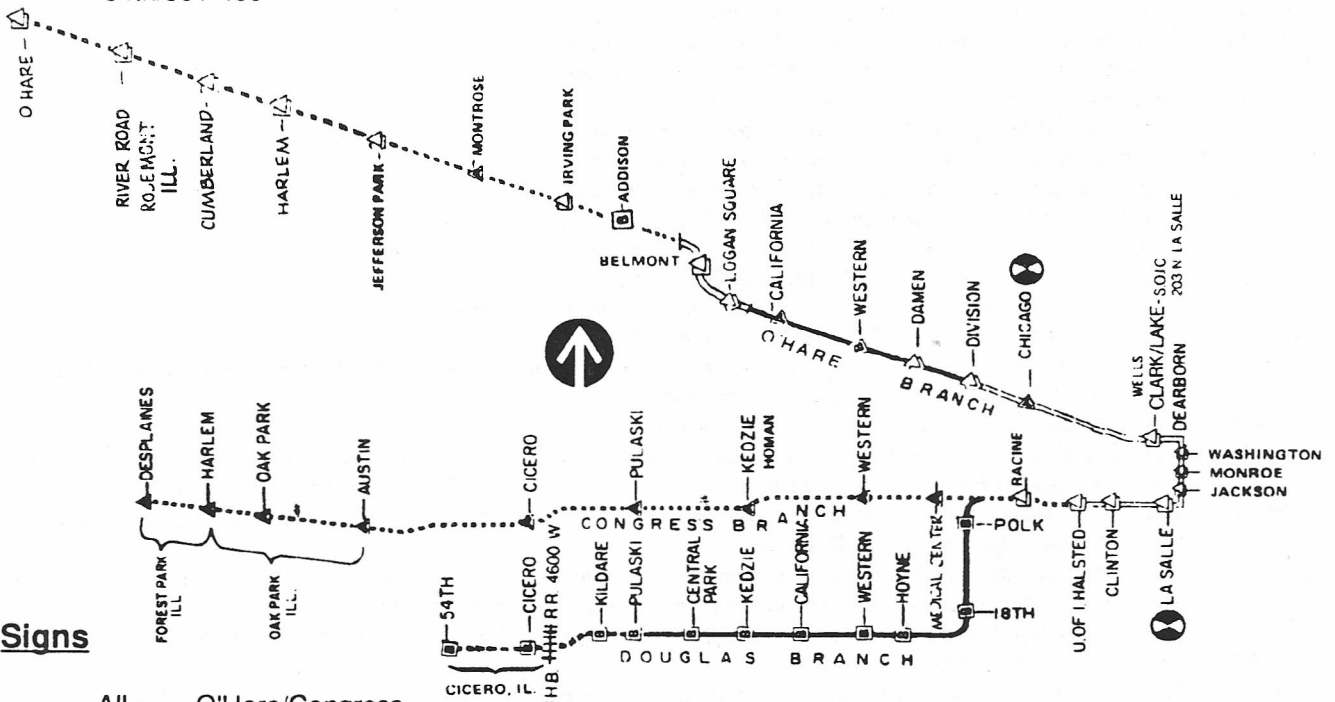 O HARE
RIVER ROAD
ROSEMONT
ILL.
CUMBERLAND
HARLEM
JEFFERSON PARK
MONTROSE
IRVING PARK
B ADDISON
BELMONT
LOGAN SQUARE
CALIFORNIA
B WESTERN
DAMEN
DIVISION
CHICAGO
O'HARE BRANCH
WELLS
CLARK/LAKE-SOIC
203 N LA SALLE
DEARBORN
WASHINGTON
MONROE
JACKSON
DESPLAINES
HARLEM
OAK PARK
AUSTIN
CICERO
PULASKI
KEDZIE
HOMAN
WESTERN
MEDICAL CENTER
RACINE
U.OF I. HALSTED
CLINTON
LA SALLE
CONGRESS BRANCH
FOREST PARK
ILL
OAK PARK
ILL.
B POLK
B 18TH
B 54TH
B CICERO
H.B. R.R. 4600 W
B KILDARE
B PULASKI
B CENTRAL
PARK
B KEDZIE
B CALIFORNIA
B WESTERN
B HOYNE
DOUGLAS BRANCH
CICERO, IL.
Signs
All O"Hare/Congress